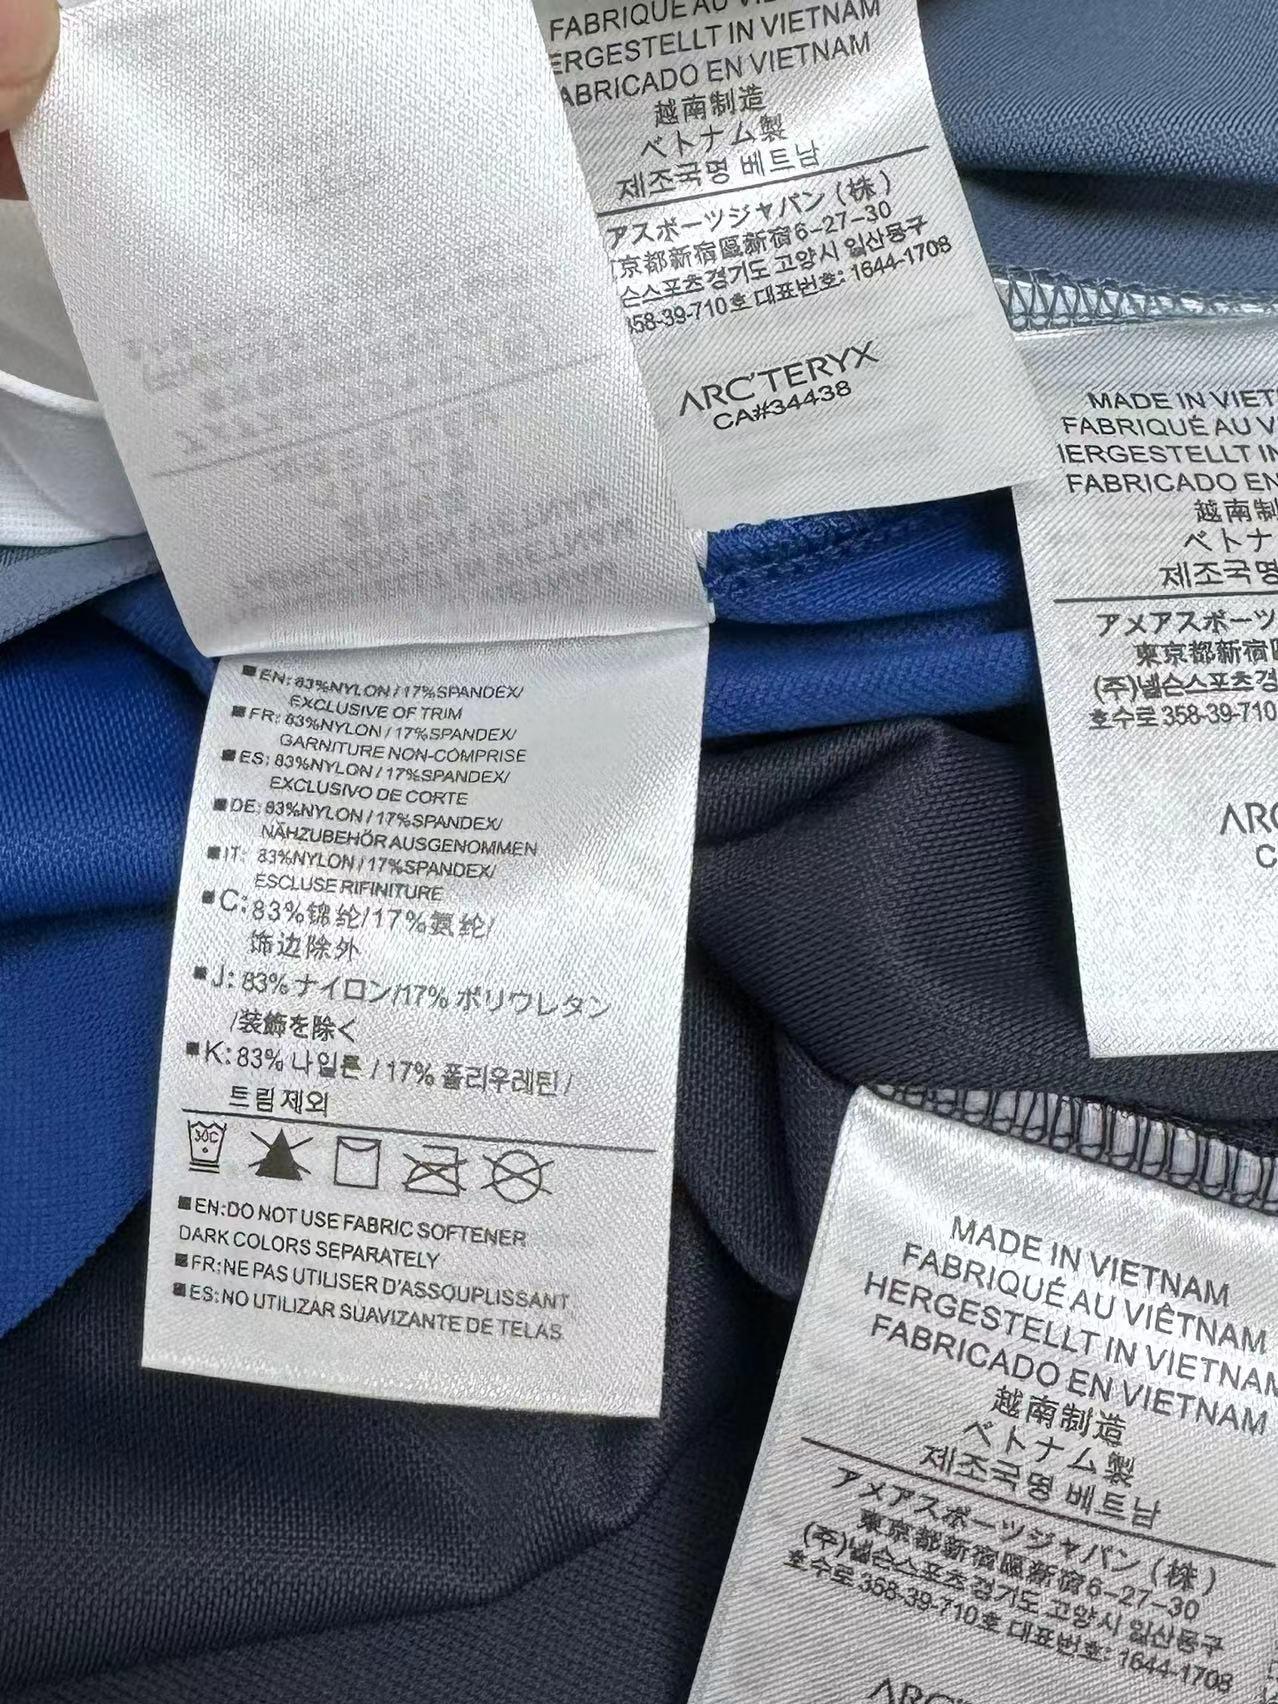 FABRIQUÉ AU
HERGESTELLT IN VIETNAM
FABRICADO EN VIETNAM
越南制造
ベトナム製
제조국명 베트남
アスポーツジャパン (株)
京都新宿區新宿6-27-30
슨스포츠경기도 고양시 일산동구
358-39-710호 대표번호: 1644-1708
ARC'TERYX
CA#34438
MADE IN VIET
FABRIQUÉ AU V
IERGESTELLT IN
FABRICADO EN
越南制
ベトナ
제조국명
アメアスポーツ
東京都新宿
(주)넬슨스포츠경
호수로 358-39-710
ARC
C
■EN: 83%NYLON/17%SPANDEX/
EXCLUSIVE OF TRIM
■FR: 83%NYLON/17%SPANDEX/
GARNITURE NON-COMPRISE
■ES: 83%NYLON/17%SPANDEX/
EXCLUSIVO DE CORTE
■DE: 83%NYLON/17%SPANDEX/
NÄHZUBEHÖR AUSGENOMMEN
■IT: 83%NYLON/17%SPANDEX/
ESCLUSE RIFINITURE
■C: 83%锦纶/17%氨纶/
饰边除外
■J: 83%ナイロン/17%ポリウレタン
/装飾を除く
■K: 83%나일론/17%폴리우레틴/
트림제외
30C
■EN:DO NOT USE FABRIC SOFTENER
DARK COLORS SEPARATELY
■FR:NE PAS UTILISER D'ASSOUPLISSANT
■ES:NO UTILIZAR SUAVIZANTE DE TELAS
MADE IN VIETNAM
FABRIQUÉ AU VIÊTNAM
HERGESTELLT IN VIETNAM
FABRICADO EN VIETNAM
越南制造
ベトナム製
제조국명 베트남
アメアスポーツジャパン (株)
東京都新宿區新宿6-27-30
(주)넬슨스포츠경기도 고양시 일산동구
호수로 358-39-710호 대표번호: 1644-1708
ARC